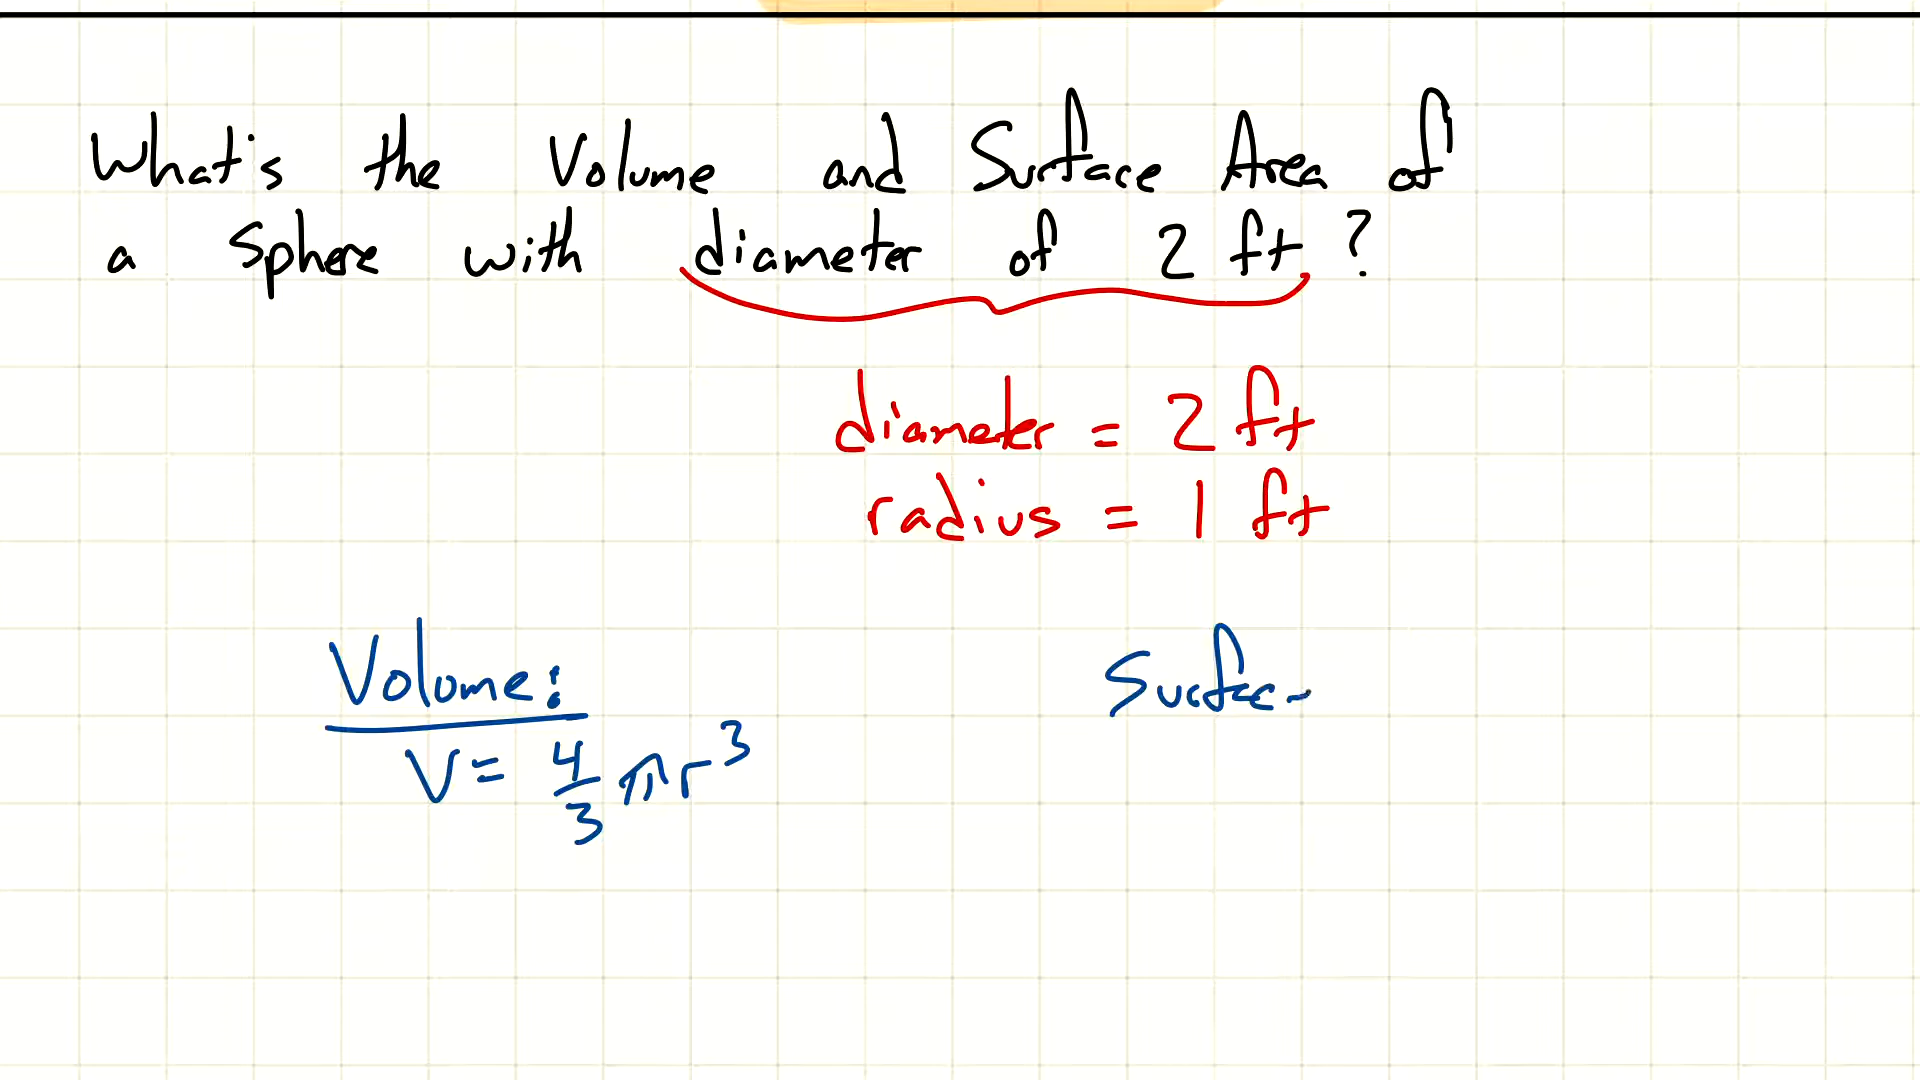 What's the Volume and Surface Area of
a Sphere with diameter of 2 ft?
diameter = 2 ft
radius = 1 ft
Volume:
V = 4/3 πr³
Surface